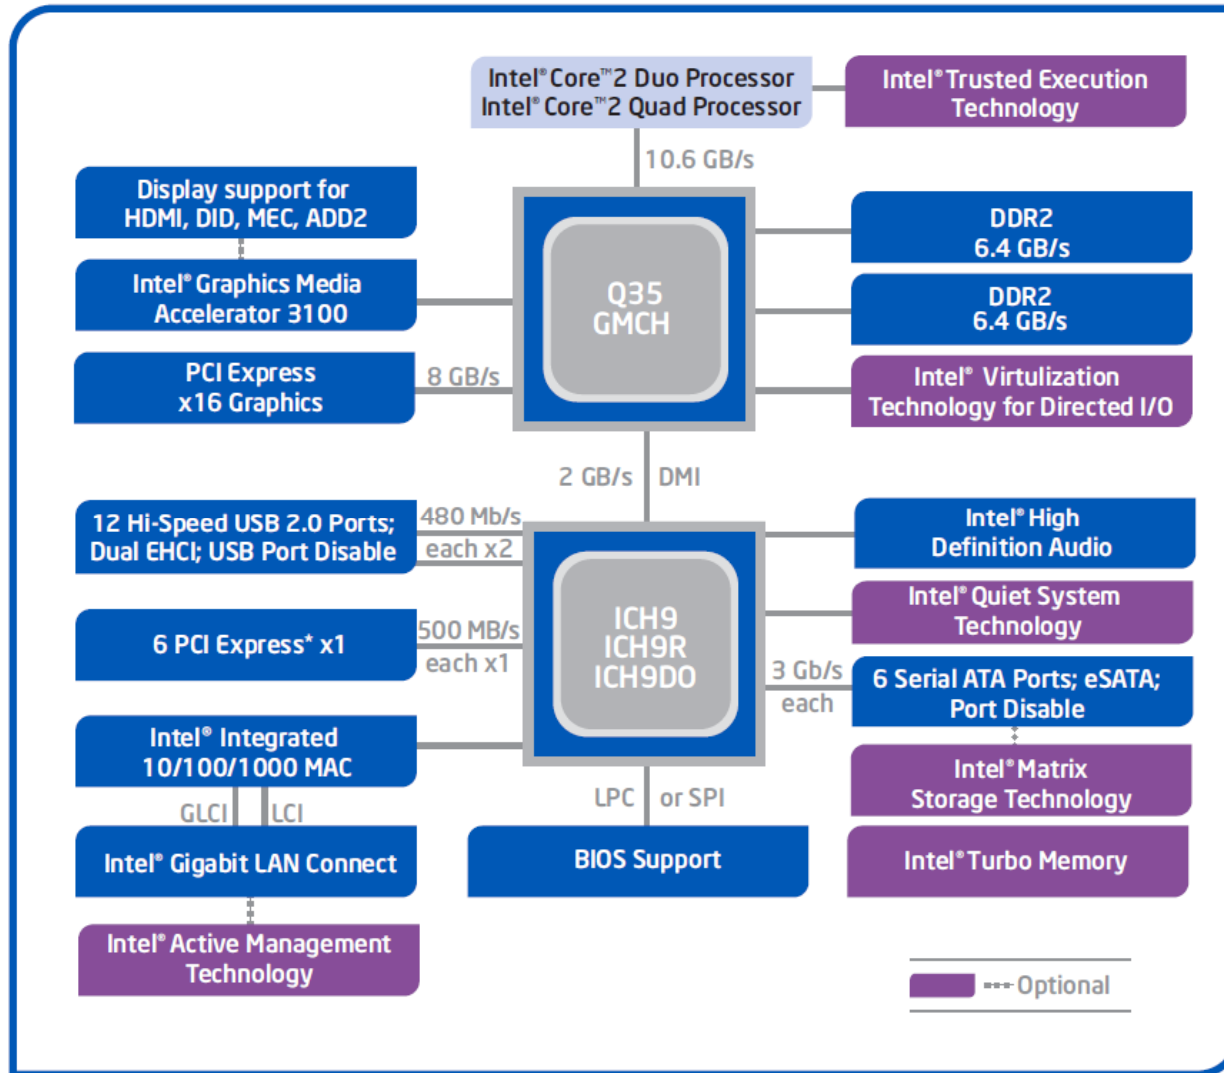 Intel® Core™2 Duo Processor
Intel® Core™2 Quad Processor
Intel® Trusted Execution
Technology
10.6 GB/s
Display support for
HDMI, DID, MEC, ADD2
Intel® Graphics Media
Accelerator 3100
PCI Express
x16 Graphics
8 GB/s
Q35
GMCH
DDR2
6.4 GB/s
DDR2
6.4 GB/s
Intel® Virtulization
Technology for Directed I/O
2 GB/s DMI
12 Hi-Speed USB 2.0 Ports;
Dual EHCI; USB Port Disable
480 Mb/s
each x2
6 PCI Express* x1
500 MB/s
each x1
Intel® Integrated
10/100/1000 MAC
GLCI LCI
Intel® Gigabit LAN Connect
Intel® Active Management
Technology
ICH9
ICH9R
ICH9DO
LPC or SPI
BIOS Support
Intel® High
Definition Audio
Intel® Quiet System
Technology
3 Gb/s
each
6 Serial ATA Ports; eSATA;
Port Disable
Intel® Matrix
Storage Technology
Intel® Turbo Memory
Optional